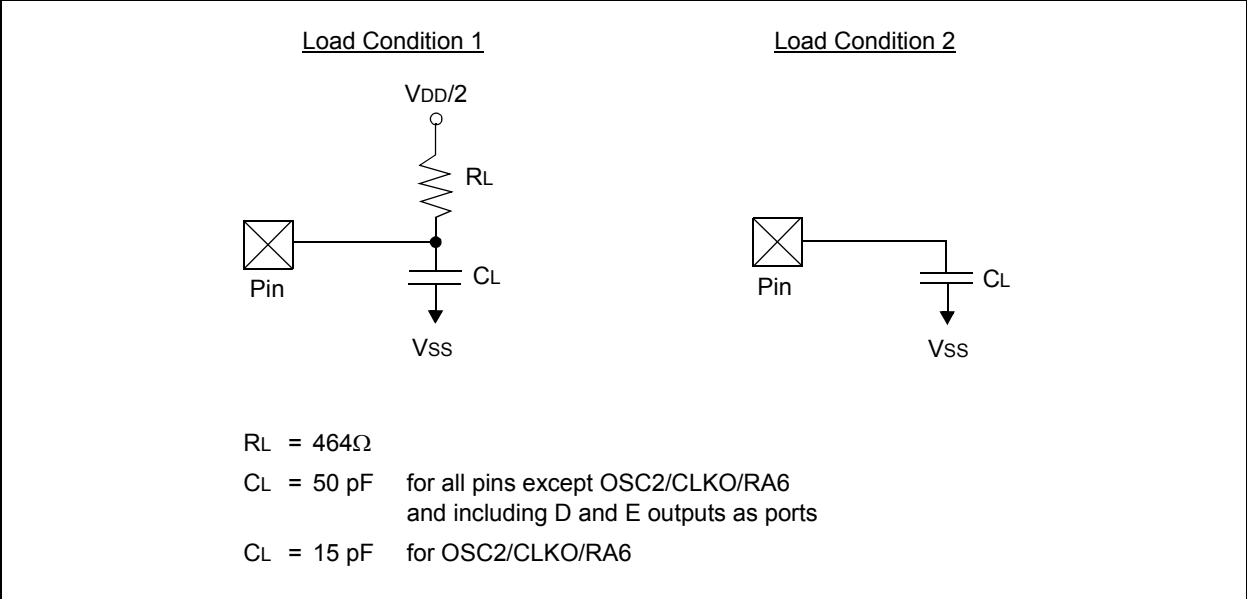 Load Condition 1
Load Condition 2
VDD/2
RL
Pin
CL
VSS
Pin
CL
VSS
RL = 464Ω
CL = 50 pF for all pins except OSC2/CLKO/RA6
and including D and E outputs as ports
CL = 15 pF for OSC2/CLKO/RA6